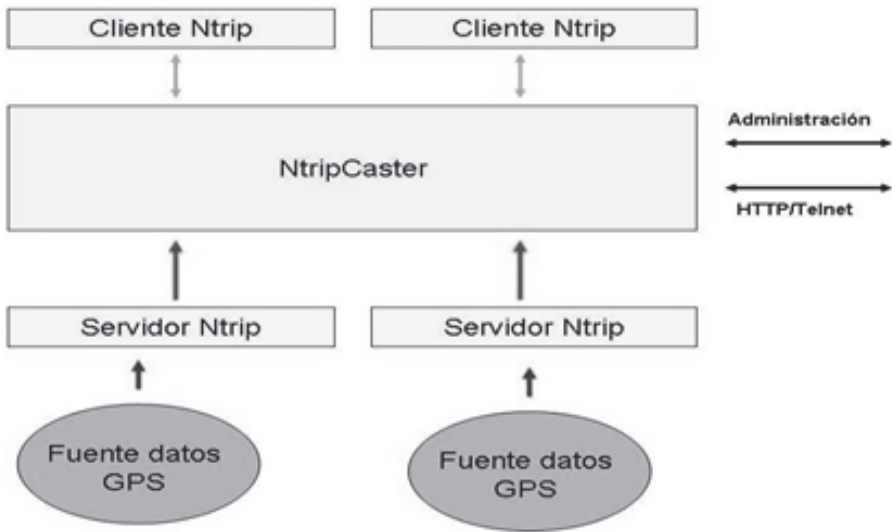 Cliente Ntrip
Cliente Ntrip
NtripCaster
Administración
HTTP/Telnet
Servidor Ntrip
Servidor Ntrip
Fuente datos
GPS
Fuente datos
GPS